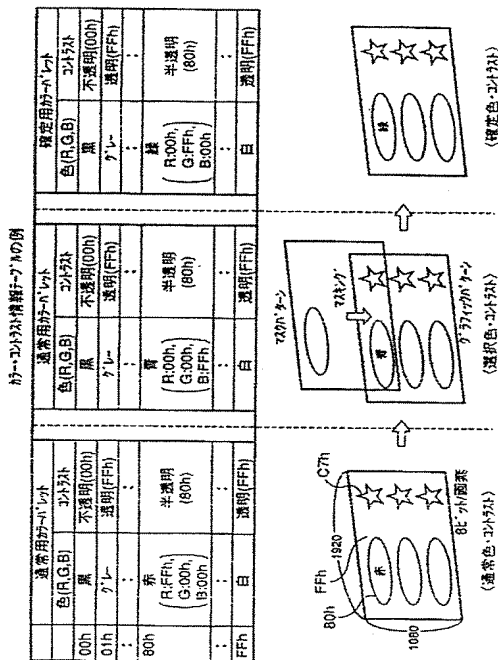 カラー・コントラスト情報テーブルの例
通常用カラーパレット 通常用カラーパレット 確定用カラーパレット
色(R,G,B) コントラスト 色(R,G,B) コントラスト 色(R,G,B) コントラスト
00h 黒 不透明(00h) 黒 不透明(00h) 黒 不透明(00h)
01h グレー 透明(FFh) グレー 透明(FFh) グレー 透明(FFh)
: : : : : : :
80h 赤 (R:FFh, G:00h, B:00h) 半透明(80h) 青 (R:00h, G:00h, B:FFh) 半透明(80h) 緑 (R:00h, G:FFh, B:00h) 半透明(80h)
: : : : : : :
FFh 白 透明(FFh) 白 透明(FFh) 白 透明(FFh)
マスクパターン
マスキング
80h
FFh
1920
C7h
1080
赤
青
緑
8ビット/画素
グラフィックパターン
〈通常色・コントラスト〉
〈選択色・コントラスト〉
〈確定色・コントラスト〉